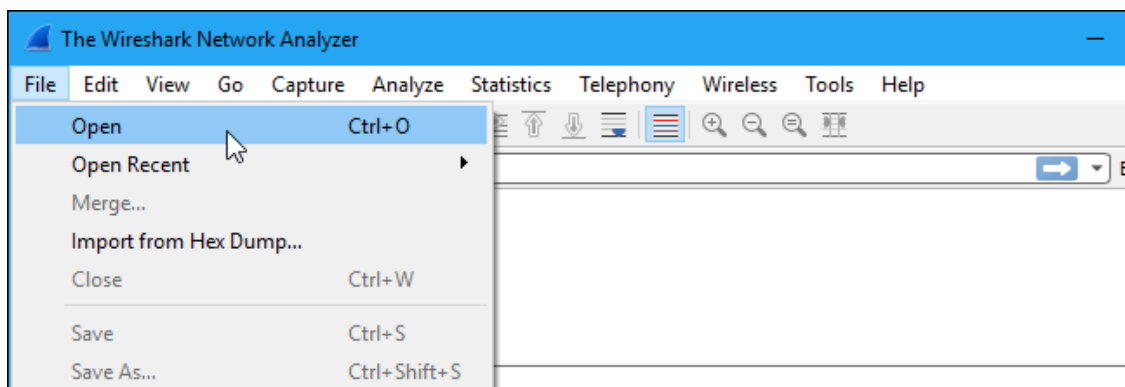 The Wireshark Network Analyzer
File Edit View Go Capture Analyze Statistics Telephony Wireless Tools Help
Open Ctrl+O
Open Recent
Merge...
Import from Hex Dump...
Close Ctrl+W
Save Ctrl+S
Save As... Ctrl+Shift+S